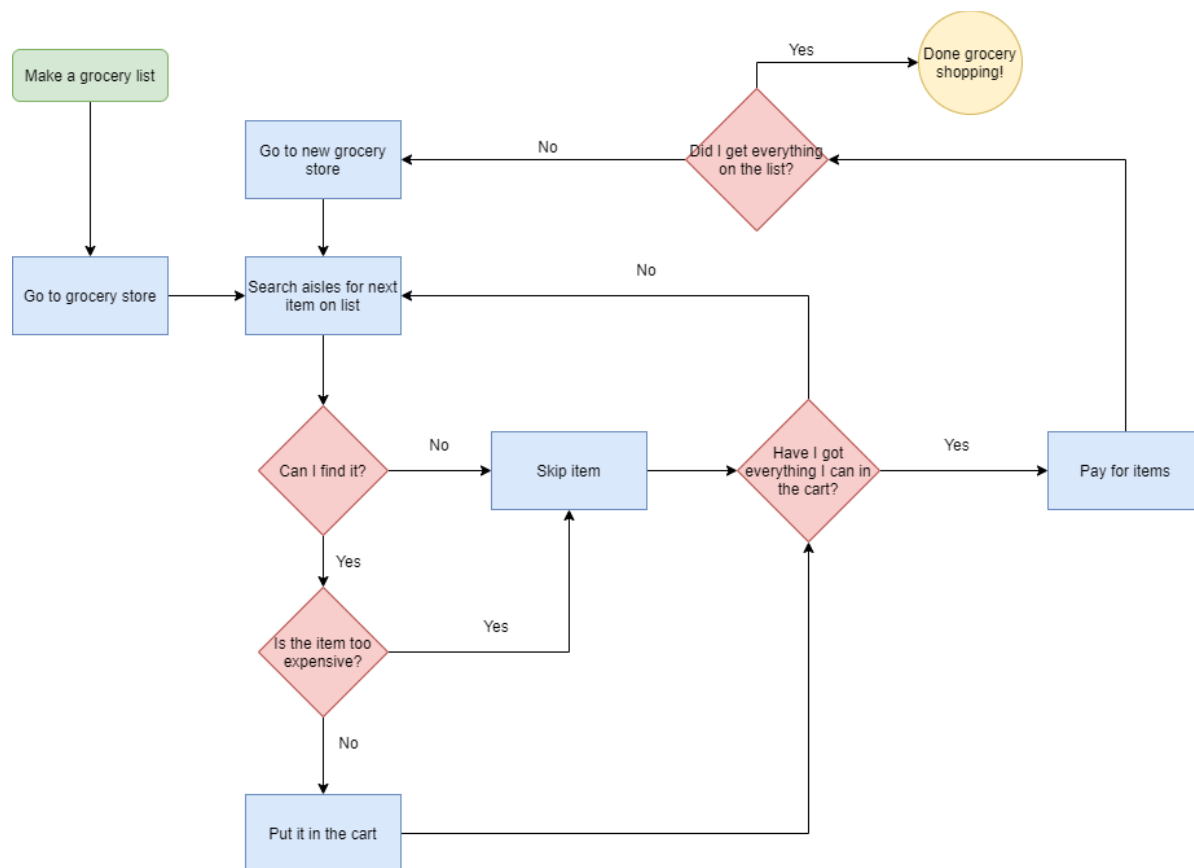 Make a grocery list
Yes
Done grocery
shopping!
Go to new grocery
store
No
Did I get everything
on the list?
Go to grocery store
Search aisles for next
item on list
No
Can I find it?
No
Skip item
Have I got
everything I can in
the cart?
Yes
Pay for items
Yes
Is the item too
expensive?
Yes
No
Put it in the cart